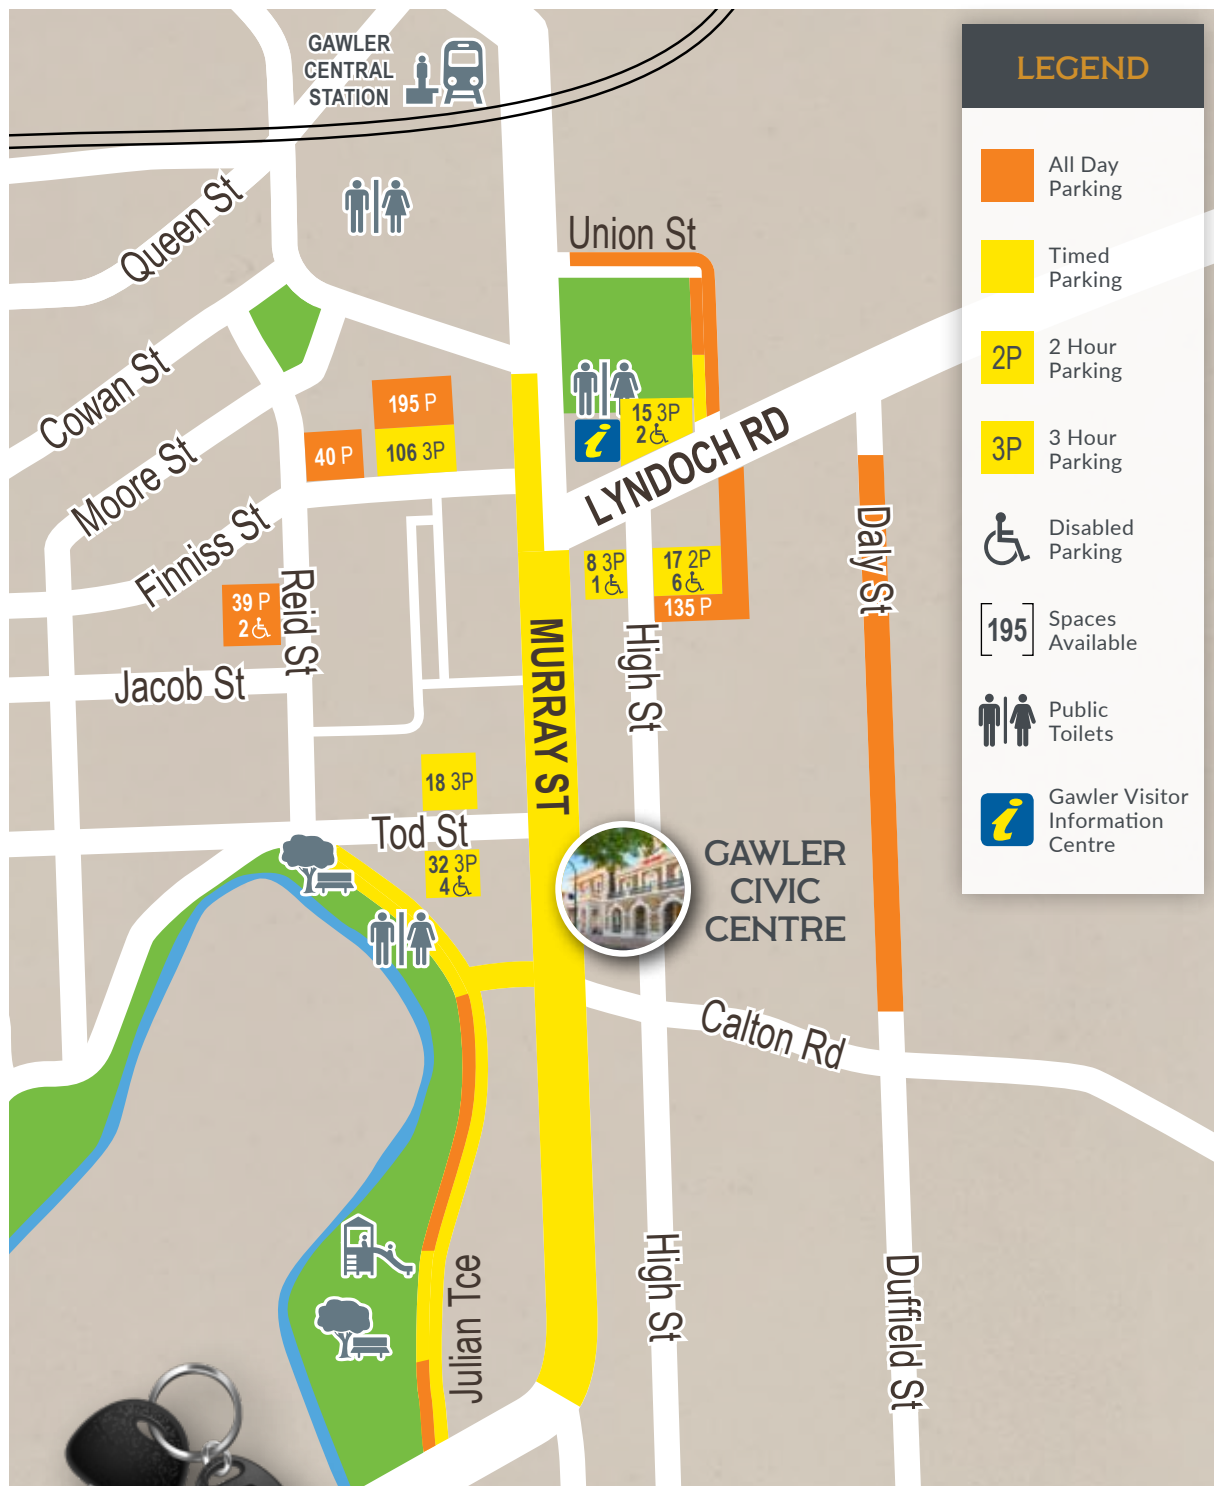 GAWLER
CENTRAL
STATION
LEGEND
All Day
Parking
Timed
Parking
2P
2 Hour
Parking
3P
3 Hour
Parking
Disabled
Parking
195
Spaces
Available
Public
Toilets
i
Gawler Visitor
Information
Centre
Queen St
Union St
Cowan St
195 P
106 3P
40 P
15 3P
2
i
LYNDOCH RD
Moore St
Finniss St
Daly St
8 3P
1
17 2P
6
135 P
39 P
2
Reid St
MURRAY ST
High St
Jacob St
18 3P
Tod St
32 3P
4
GAWLER
CIVIC
CENTRE
Calton Rd
High St
Julian Tce
Duffield St